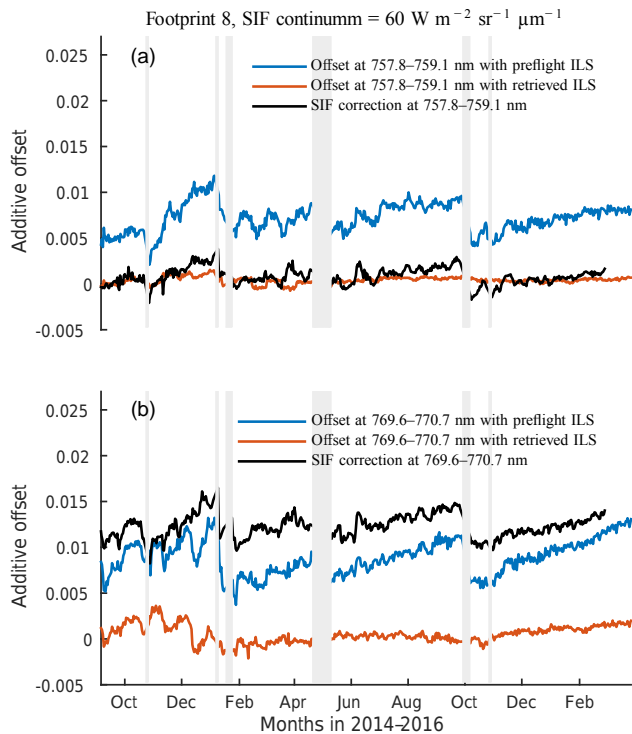 Footprint 8, SIF continumm = 60 W m⁻² sr⁻¹ μm⁻¹
(a)
Offset at 757.8–759.1 nm with preflight ILS
Offset at 757.8–759.1 nm with retrieved ILS
SIF correction at 757.8–759.1 nm
0.025
0.02
0.015
0.01
0.005
0
-0.005
Additive offset
(b)
Offset at 769.6–770.7 nm with preflight ILS
Offset at 769.6–770.7 nm with retrieved ILS
SIF correction at 769.6–770.7 nm
0.025
0.02
0.015
0.01
0.005
0
-0.005
Additive offset
Oct Dec Feb Apr Jun Aug Oct Dec Feb
Months in 2014–2016